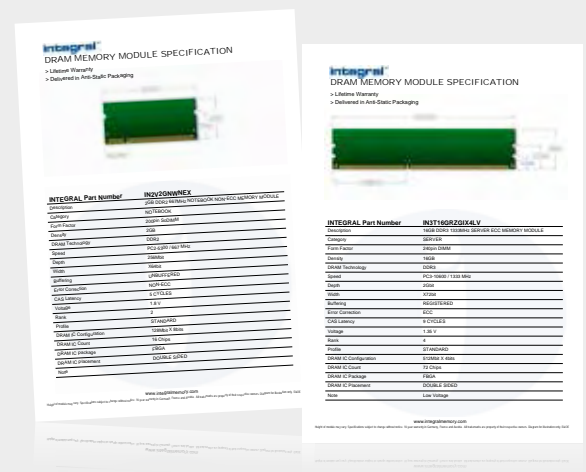 integral
DRAM MEMORY MODULE SPECIFICATION
> Lifetime Warranty
> Delivered in Anti-Static Packaging
INTEGRAL Part Number IN2V2GNWNEX
Description 2GB DDR2 667MHz NOTEBOOK NON-ECC MEMORY MODULE
Category NOTEBOOK
Form Factor 200pin SoDIMM
Density 2GB
DRAM Technology DDR2
Speed PC2-5300 / 667 MHz
Depth 256Mbit
Width X64bit
Buffering UNBUFFERED
Error Correction NON-ECC
CAS Latency 5 CYCLES
Voltage 1.8 V
Rank 2
Profile STANDARD
DRAM IC Configuration 128Mbit X 8bits
DRAM IC Count 16 Chips
DRAM IC package FBGA
DRAM IC placement DOUBLE SIDED
Note
www.integralmemory.com
integral
DRAM MEMORY MODULE SPECIFICATION
> Lifetime Warranty
> Delivered in Anti-Static Packaging
INTEGRAL Part Number IN3T16GRZGIX4LV
Description 16GB DDR3 1333MHz SERVER ECC MEMORY MODULE
Category SERVER
Form Factor 240pin DIMM
Density 16GB
DRAM Technology DDR3
Speed PC3-10600 / 1333 MHz
Depth 2Gbit
Width X72bit
Buffering REGISTERED
Error Correction ECC
CAS Latency 9 CYCLES
Voltage 1.35 V
Rank 4
Profile STANDARD
DRAM IC Configuration 512Mbit X 4bits
DRAM IC Count 72 Chips
DRAM IC Package FBGA
DRAM IC Placement DOUBLE SIDED
Note Low Voltage
www.integralmemory.com